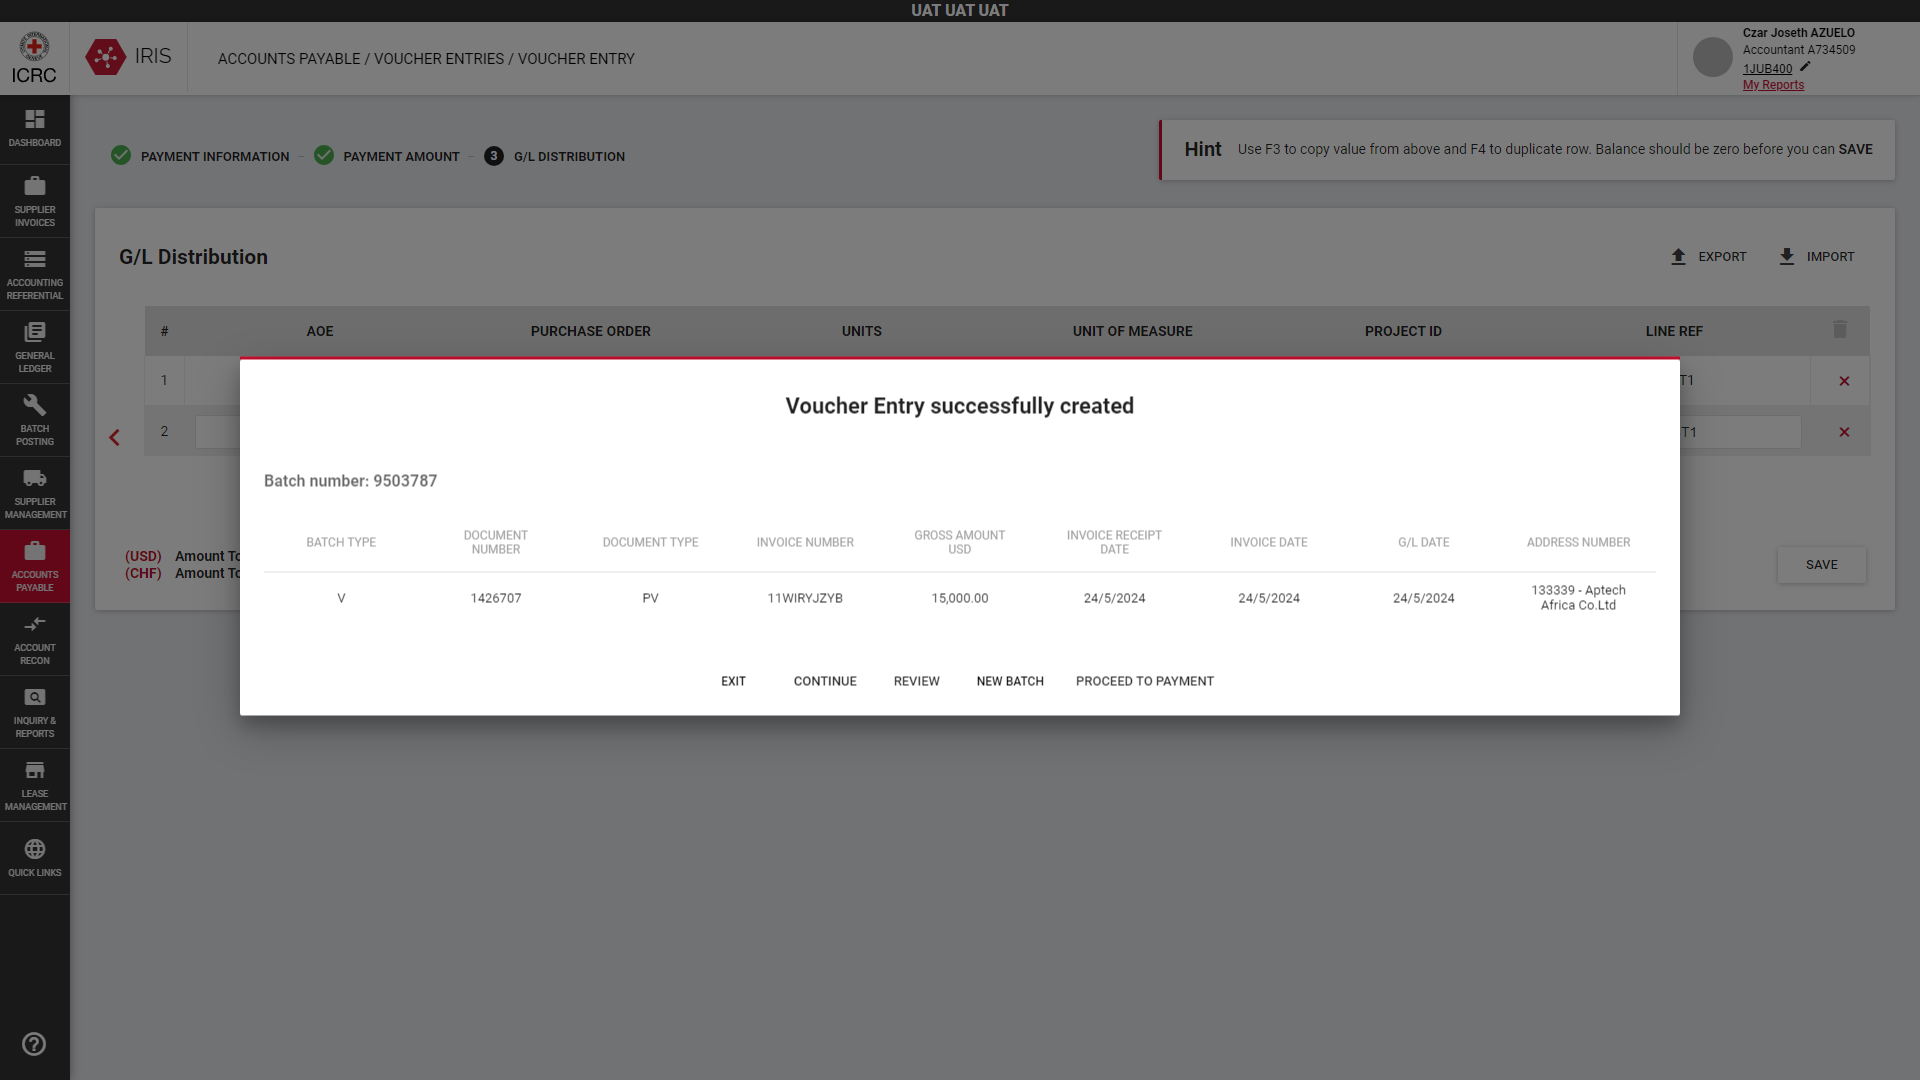 UAT UAT UAT
ICRC
IRIS
ACCOUNTS PAYABLE / VOUCHER ENTRIES / VOUCHER ENTRY
Czar Joseth AZUELO
Accountant A734509
1JUB400
My Reports
DASHBOARD
SUPPLIER
INVOICES
ACCOUNTING
REFERENTIAL
GENERAL
LEDGER
BATCH
POSTING
SUPPLIER
MANAGEMENT
ACCOUNTS
PAYABLE
ACCOUNT
RECON
INQUIRY &
REPORTS
LEASE
MANAGEMENT
QUICK LINKS
PAYMENT INFORMATION
PAYMENT AMOUNT
3 G/L DISTRIBUTION
Hint Use F3 to copy value from above and F4 to duplicate row. Balance should be zero before you can SAVE
G/L Distribution
EXPORT
IMPORT
# AOE PURCHASE ORDER UNITS UNIT OF MEASURE PROJECT ID LINE REF
1 T1
2 T1
(USD) Amount To
(CHF) Amount To
SAVE
Voucher Entry successfully created
Batch number: 9503787
BATCH TYPE DOCUMENT NUMBER DOCUMENT TYPE INVOICE NUMBER GROSS AMOUNT USD INVOICE RECEIPT DATE INVOICE DATE G/L DATE ADDRESS NUMBER
V 1426707 PV 11WIRYJZYB 15,000.00 24/5/2024 24/5/2024 24/5/2024 133339 - Aptech Africa Co.Ltd
EXIT CONTINUE REVIEW NEW BATCH PROCEED TO PAYMENT